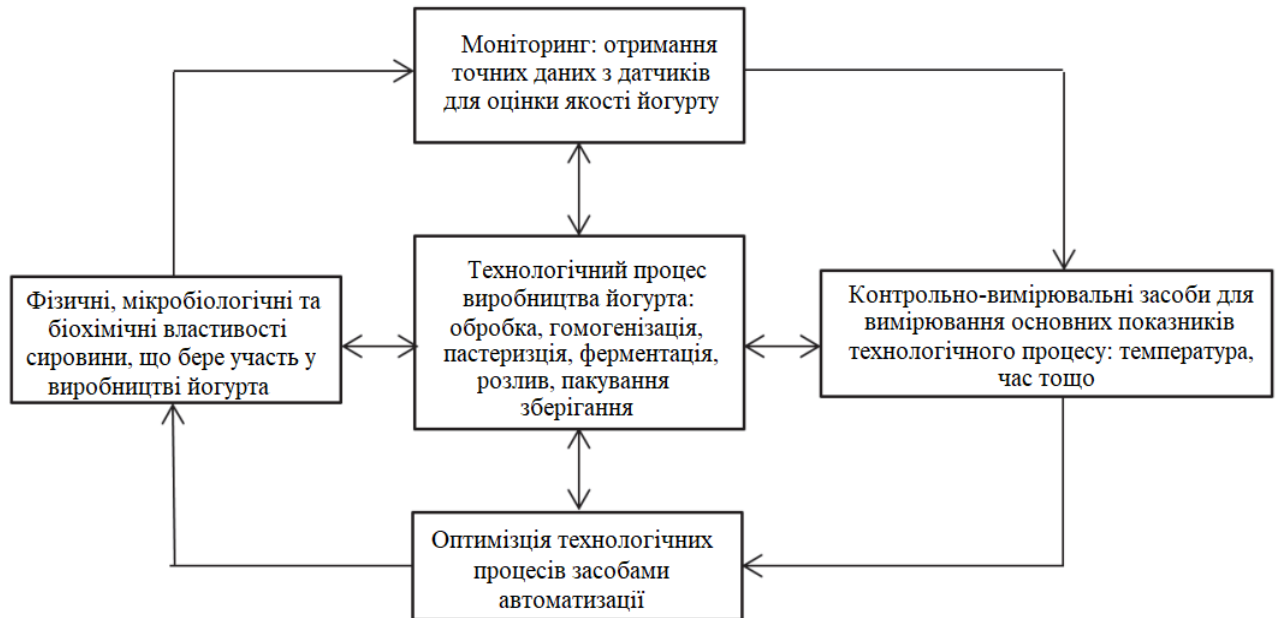 Моніторинг: отримання
точних даних з датчиків
для оцінки якості йогурту
Фізичні, мікробіологічні та
біохімічні властивості
сировини, що бере участь у
виробництві йогурта
Технологічний процес
виробництва йогурта:
обробка, гомогенізація,
пастеризція, ферментація,
розлив, пакування
зберігання
Контрольно-вимірювальні засоби для
вимірювання основних показників
технологічного процесу: температура,
час тощо
Оптимізція технологічних
процесів засобами
автоматизації